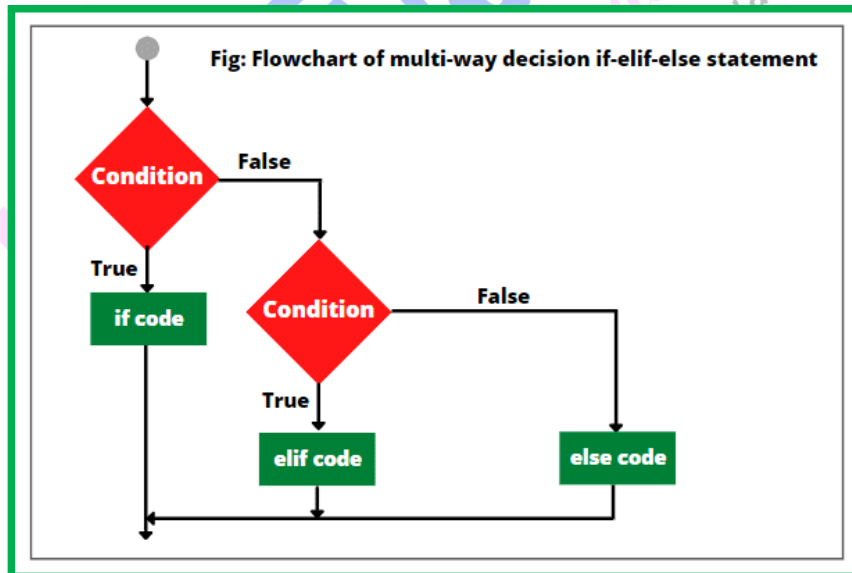 Fig: Flowchart of multi-way decision if-elif-else statement
Condition
False
True
if code
Condition
False
True
elif code
else code